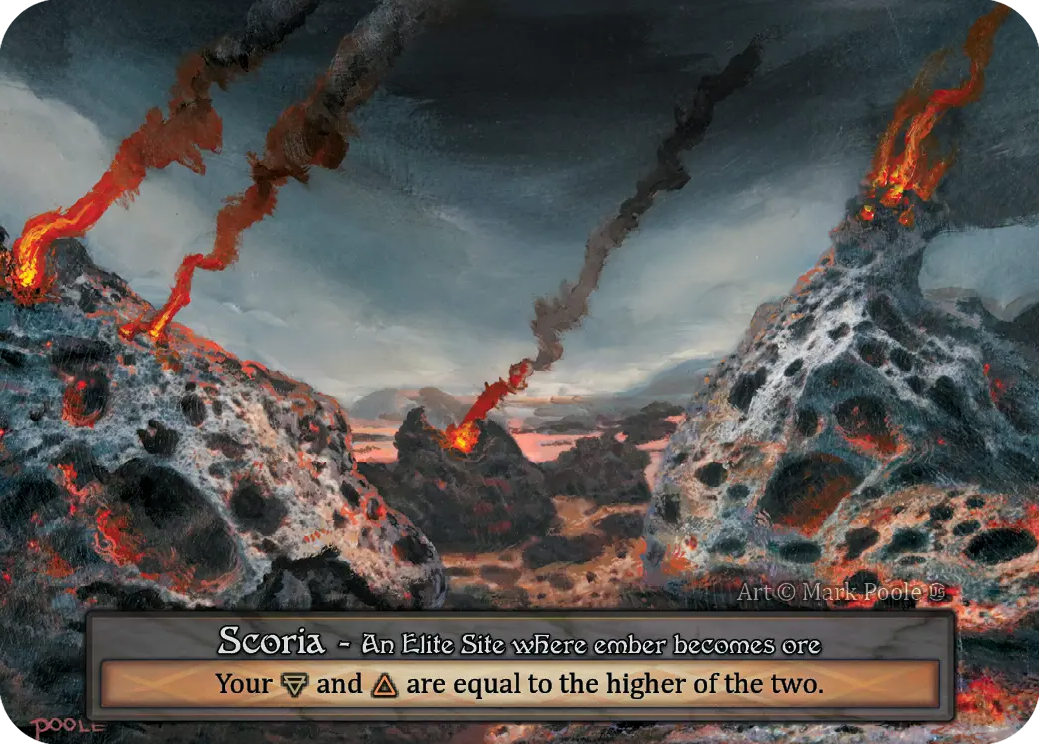 Art © Mark Poole
Scoria - An Elite Site where ember becomes ore
Your 🜃 and 🜂 are equal to the higher of the two.
POOLE